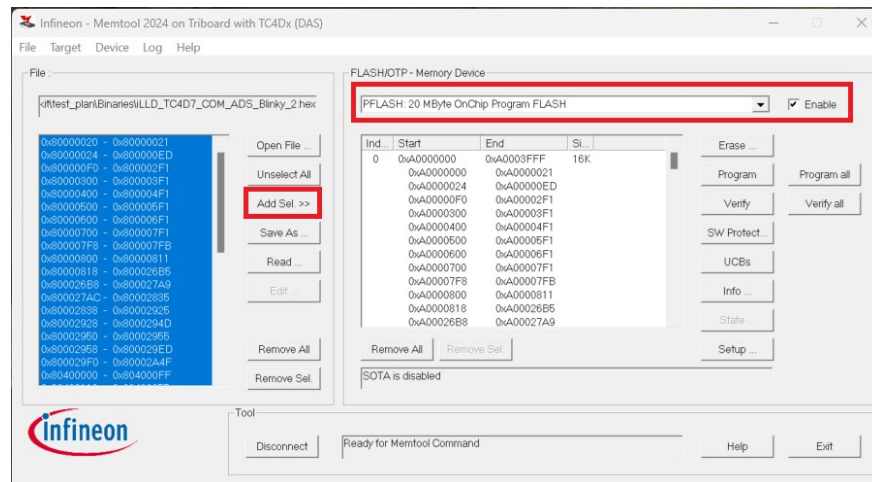 Infineon - Memtool 2024 on Triboard with TC4Dx (DAS)
File Target Device Log Help
File :
<ift\test_plan\Binaries\iLLD_TC4D7_COM_ADS_Blinky_2.hex
0x80000020 - 0x80000021
0x80000024 - 0x800000ED
0x800000F0 - 0x800002F1
0x80000300 - 0x800003F1
0x80000400 - 0x800004F1
0x80000500 - 0x800005F1
0x80000600 - 0x800006F1
0x80000700 - 0x800007F1
0x800007F8 - 0x800007FB
0x80000800 - 0x80000811
0x80000818 - 0x800026B5
0x800026B8 - 0x800027A9
0x800027AC - 0x80002835
0x80002838 - 0x80002925
0x80002928 - 0x8000294D
0x80002950 - 0x80002955
0x80002958 - 0x800029ED
0x800029F0 - 0x80002A4F
0x80400000 - 0x804000FF
Open File ...
Unselect All
Add Sel. >>
Save As ...
Read ...
Edit ...
Remove All
Remove Sel.
FLASH/OTP - Memory Device
PFLASH: 20 MByte OnChip Program FLASH
Enable
Ind... Start End Si...
0 0xA0000000 0xA0003FFF 16K
0xA0000000 0xA0000021
0xA0000024 0xA00000ED
0xA00000F0 0xA00002F1
0xA0000300 0xA00003F1
0xA0000400 0xA00004F1
0xA0000500 0xA00005F1
0xA0000600 0xA00006F1
0xA0000700 0xA00007F1
0xA00007F8 0xA00007FB
0xA0000800 0xA0000811
0xA0000818 0xA00026B5
0xA00026B8 0xA00027A9
Remove All Remove Sel.
SOTA is disabled
Erase ...
Program Program all
Verify Verify all
SW Protect...
UCBs
Info ...
State ...
Setup ...
infineon
Tool
Disconnect
Ready for Memtool Command
Help
Exit